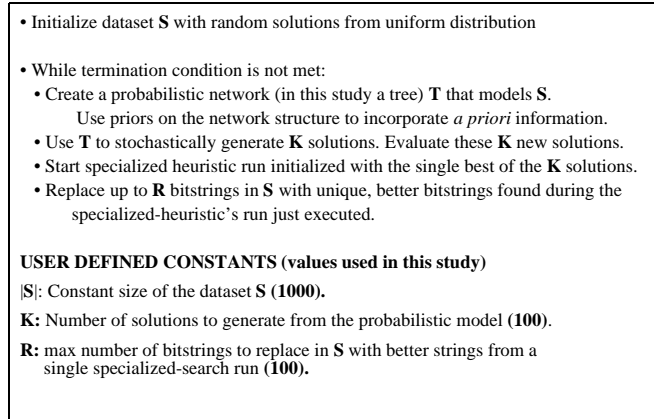 • Initialize dataset S with random solutions from uniform distribution
• While termination condition is not met:
• Create a probabilistic network (in this study a tree) T that models S.
Use priors on the network structure to incorporate a priori information.
• Use T to stochastically generate K solutions. Evaluate these K new solutions.
• Start specialized heuristic run initialized with the single best of the K solutions.
• Replace up to R bitstrings in S with unique, better bitstrings found during the
specialized-heuristic's run just executed.
USER DEFINED CONSTANTS (values used in this study)
|S|: Constant size of the dataset S (1000).
K: Number of solutions to generate from the probabilistic model (100).
R: max number of bitstrings to replace in S with better strings from a
single specialized-search run (100).